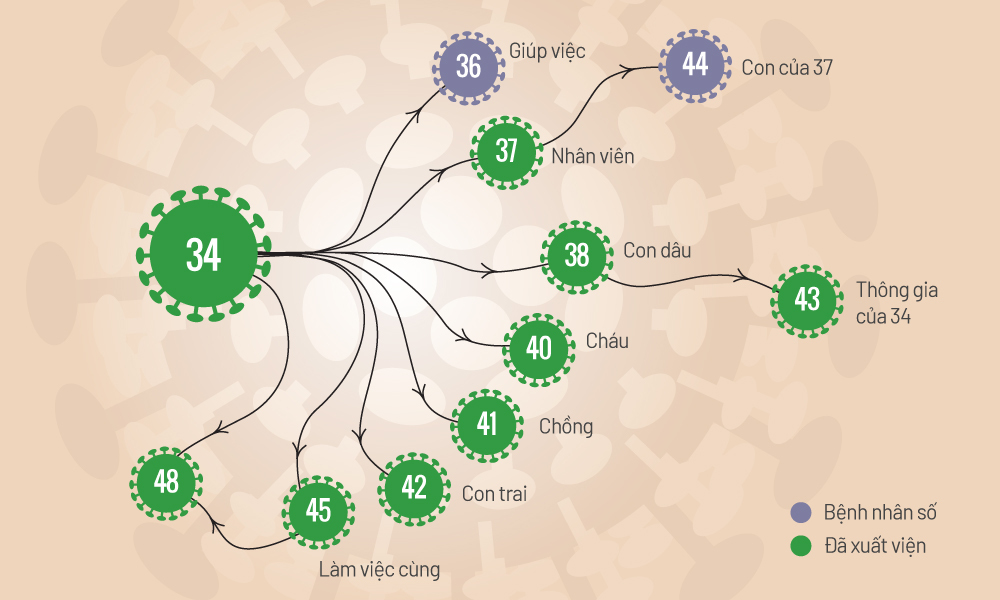 36
Giúp việc
44
Con của 37
37
Nhân viên
34
38
Con dâu
43
Thông gia
của 34
40
Cháu
41
Chồng
48
45
42
Con trai
Làm việc cùng
Bệnh nhân số
Đã xuất viện